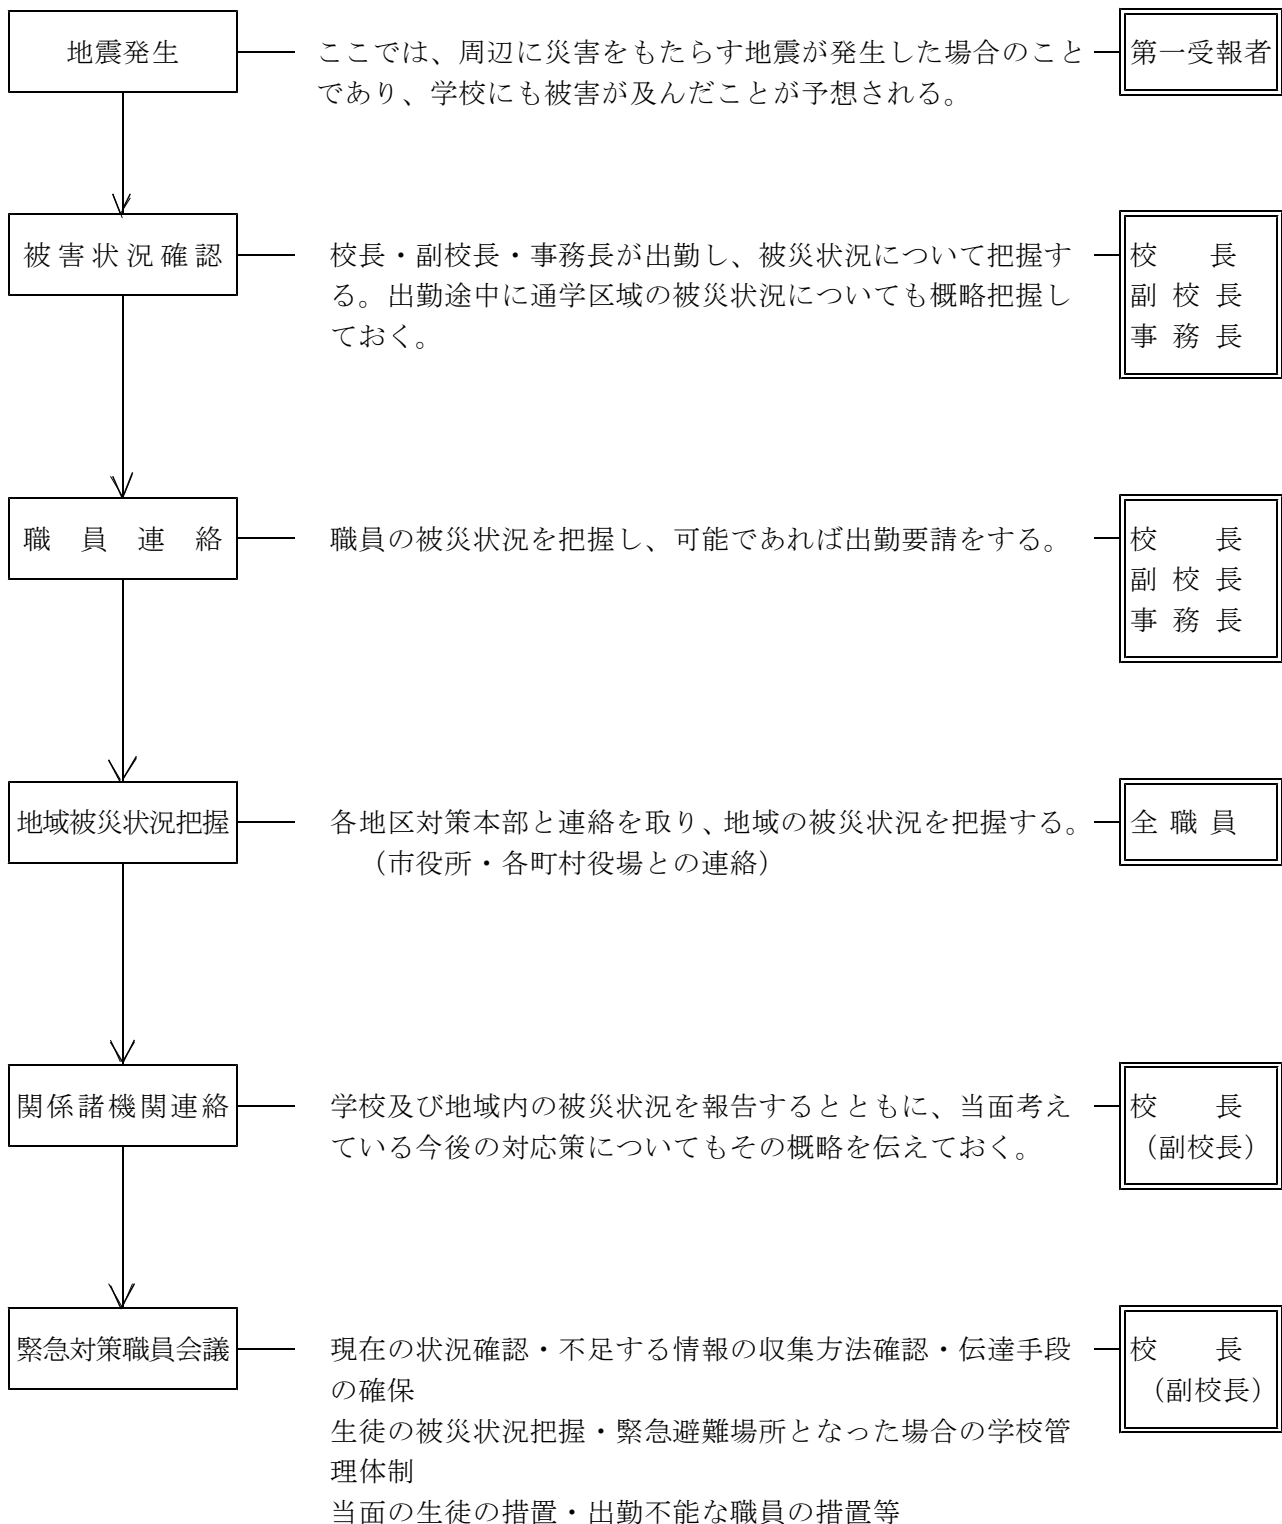 地震発生
ここでは、周辺に災害をもたらす地震が発生した場合のこと
であり、学校にも被害が及んだことが予想される。
第一受報者
被害状況確認
校長・副校長・事務長が出勤し、被災状況について把握す
る。出勤途中に通学区域の被災状況についても概略把握し
ておく。
校長
副校長
事務長
職員連絡
職員の被災状況を把握し、可能であれば出勤要請をする。
校長
副校長
事務長
地域被災状況把握
各地区対策本部と連絡を取り、地域の被災状況を把握する。
（市役所・各町村役場との連絡）
全職員
関係諸機関連絡
学校及び地域内の被災状況を報告するとともに、当面考え
ている今後の対応策についてもその概略を伝えておく。
校長
（副校長）
緊急対策職員会議
現在の状況確認・不足する情報の収集方法確認・伝達手段
の確保
生徒の被災状況把握・緊急避難場所となった場合の学校管
理体制
当面の生徒の措置・出勤不能な職員の措置等
校長
（副校長）